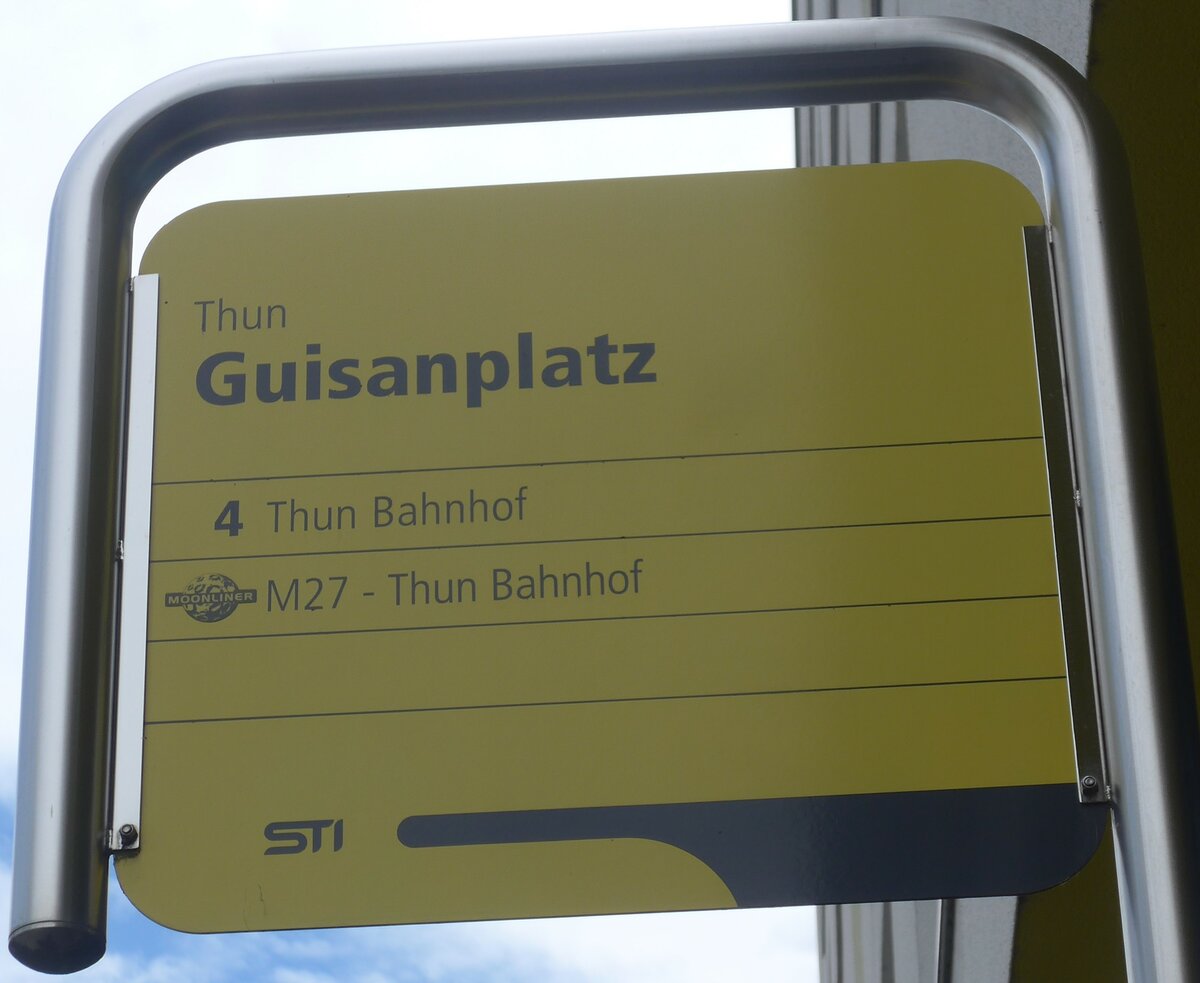 Thun
Guisanplatz
4 Thun Bahnhof
MOONLINER M27 - Thun Bahnhof
STI